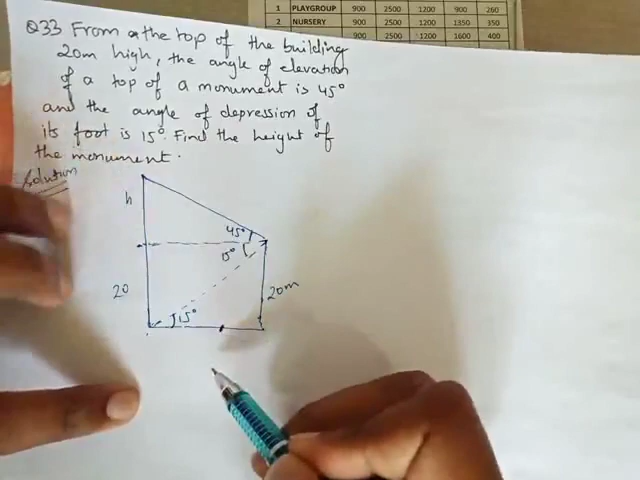 1 PLAYGROUP 900 2500 1200 900 260
2 NURSERY 900 2500 1200 1350 350
900 2500 1200 1600 400
Q33 From a the top of the building
20m high, the angle of elevation
of a top of a monument is 45°
and the angle of depression of
its foot is 15°. Find the height of
the monument.
Solution
h
45°
15°
20
20m
15°